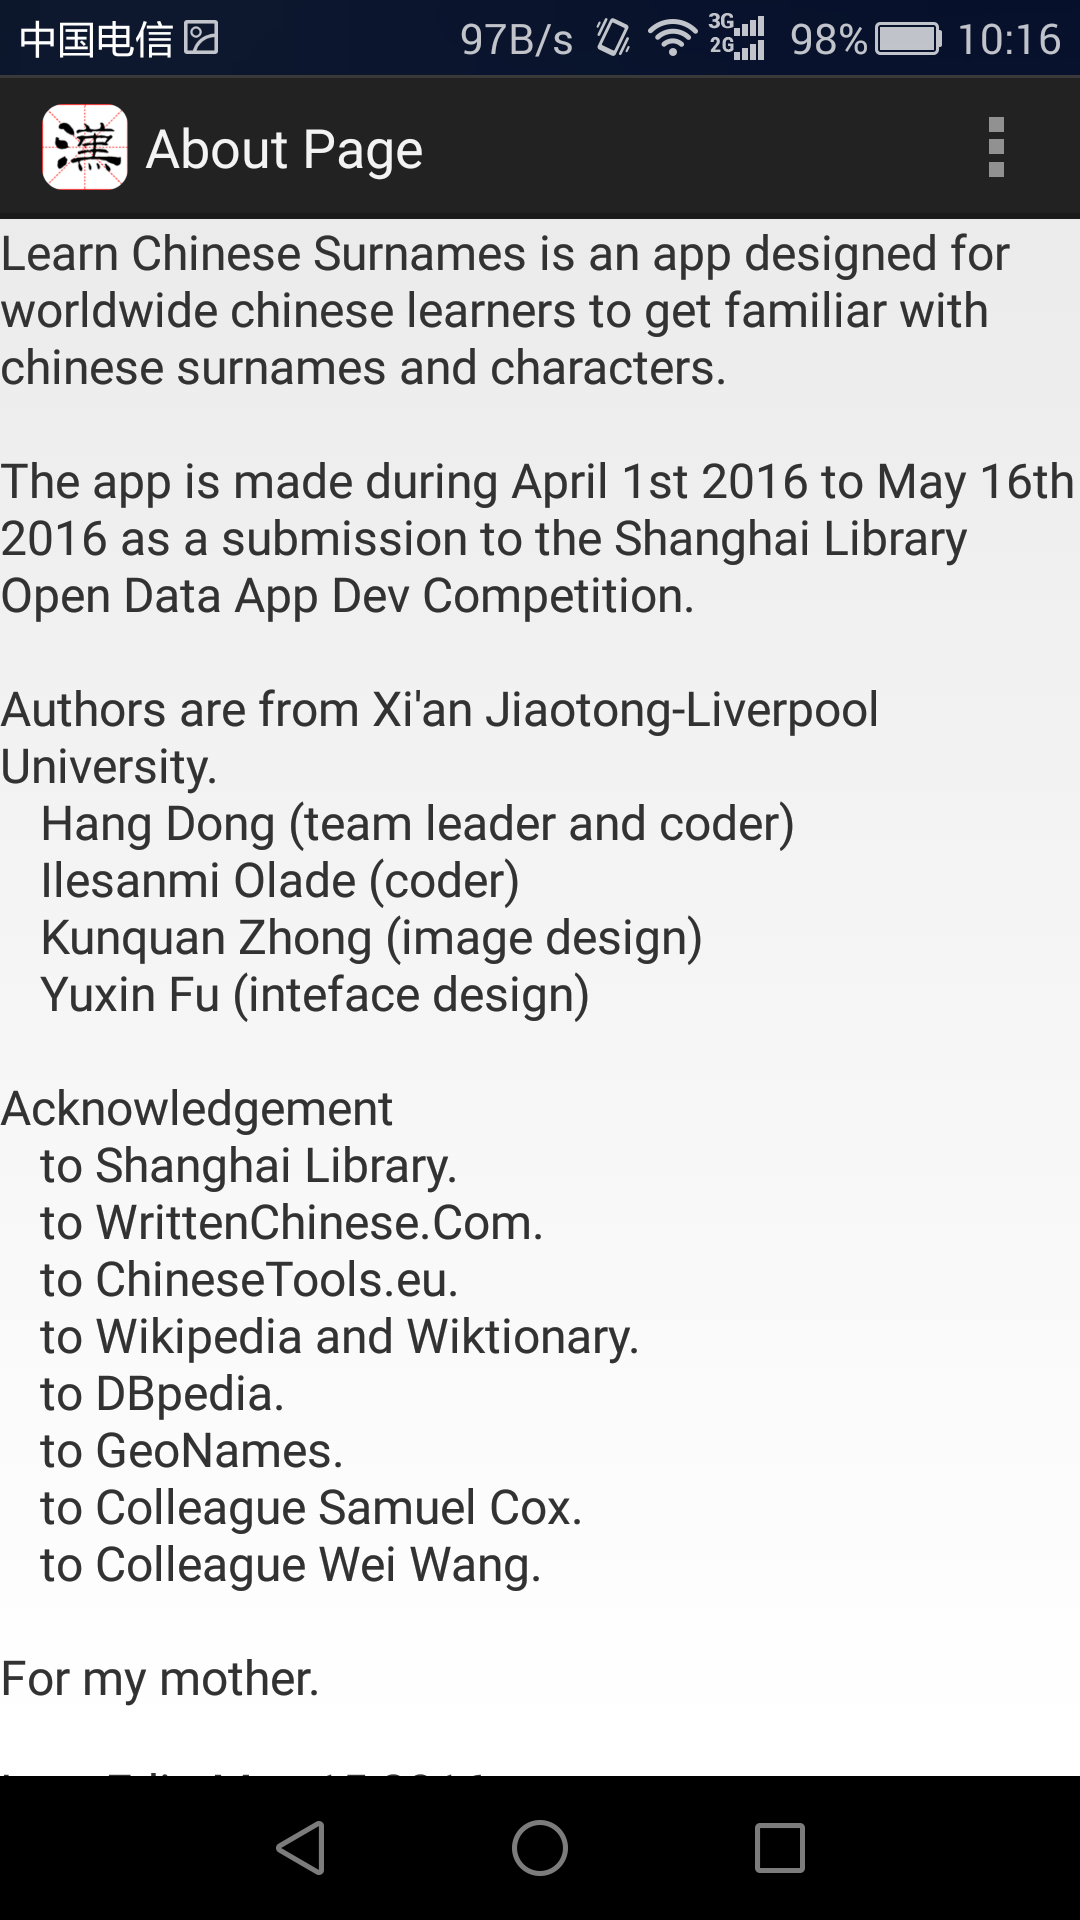 中国电信 97B/s 3G 2G 98% 10:16
漢 About Page
Learn Chinese Surnames is an app designed for
worldwide chinese learners to get familiar with
chinese surnames and characters.
The app is made during April 1st 2016 to May 16th
2016 as a submission to the Shanghai Library
Open Data App Dev Competition.
Authors are from Xi'an Jiaotong-Liverpool
University.
Hang Dong (team leader and coder)
Ilesanmi Olade (coder)
Kunquan Zhong (image design)
Yuxin Fu (inteface design)
Acknowledgement
to Shanghai Library.
to WrittenChinese.Com.
to ChineseTools.eu.
to Wikipedia and Wiktionary.
to DBpedia.
to GeoNames.
to Colleague Samuel Cox.
to Colleague Wei Wang.
For my mother.